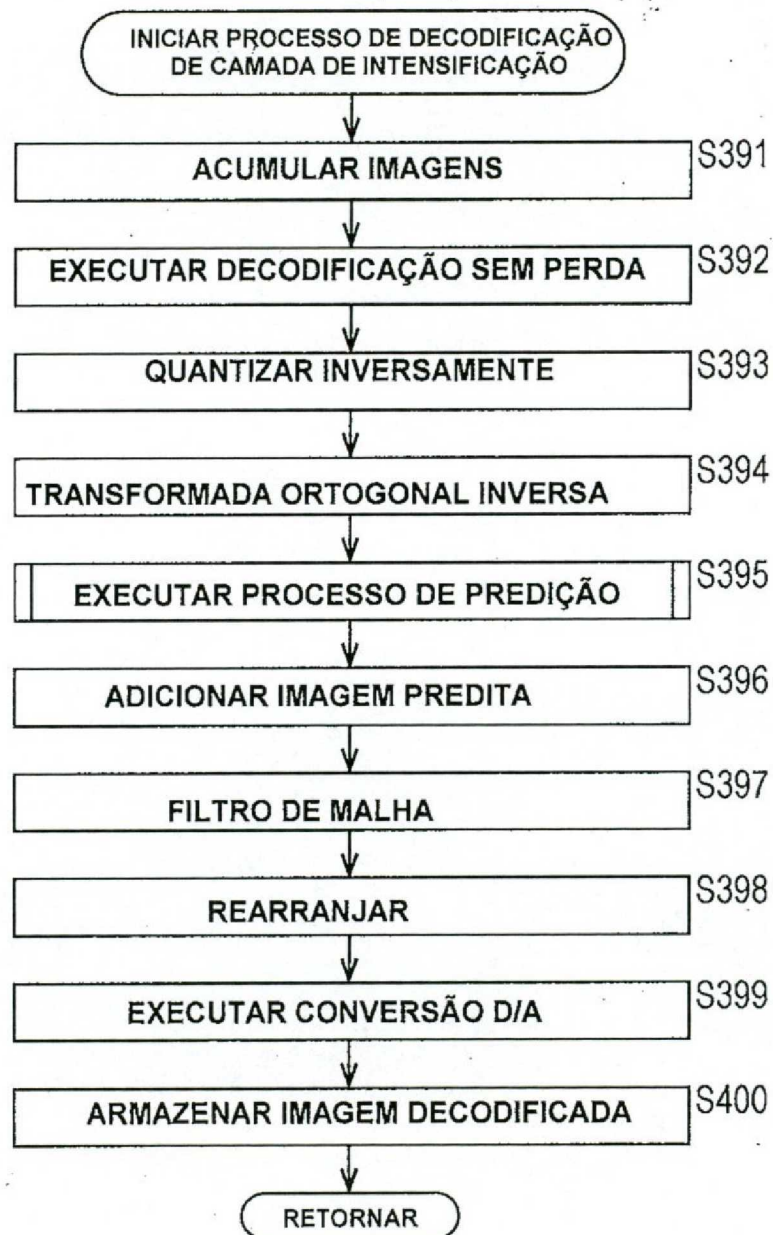 INICIAR PROCESSO DE DECODIFICAÇÃO
DE CAMADA DE INTENSIFICAÇÃO
ACUMULAR IMAGENS
S391
EXECUTAR DECODIFICAÇÃO SEM PERDA
S392
QUANTIZAR INVERSAMENTE
S393
TRANSFORMADA ORTOGONAL INVERSA
S394
EXECUTAR PROCESSO DE PREDIÇÃO
S395
ADICIONAR IMAGEM PREDITA
S396
FILTRO DE MALHA
S397
REARRANJAR
S398
EXECUTAR CONVERSÃO D/A
S399
ARMAZENAR IMAGEM DECODIFICADA
S400
RETORNAR